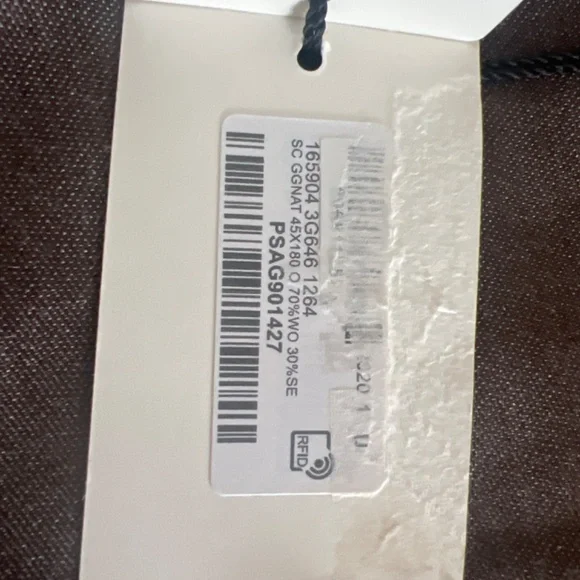 165904 3G646 1264
SC GGNAT 45X180 O 70%WO 30%SE
PSAG901427
RFID